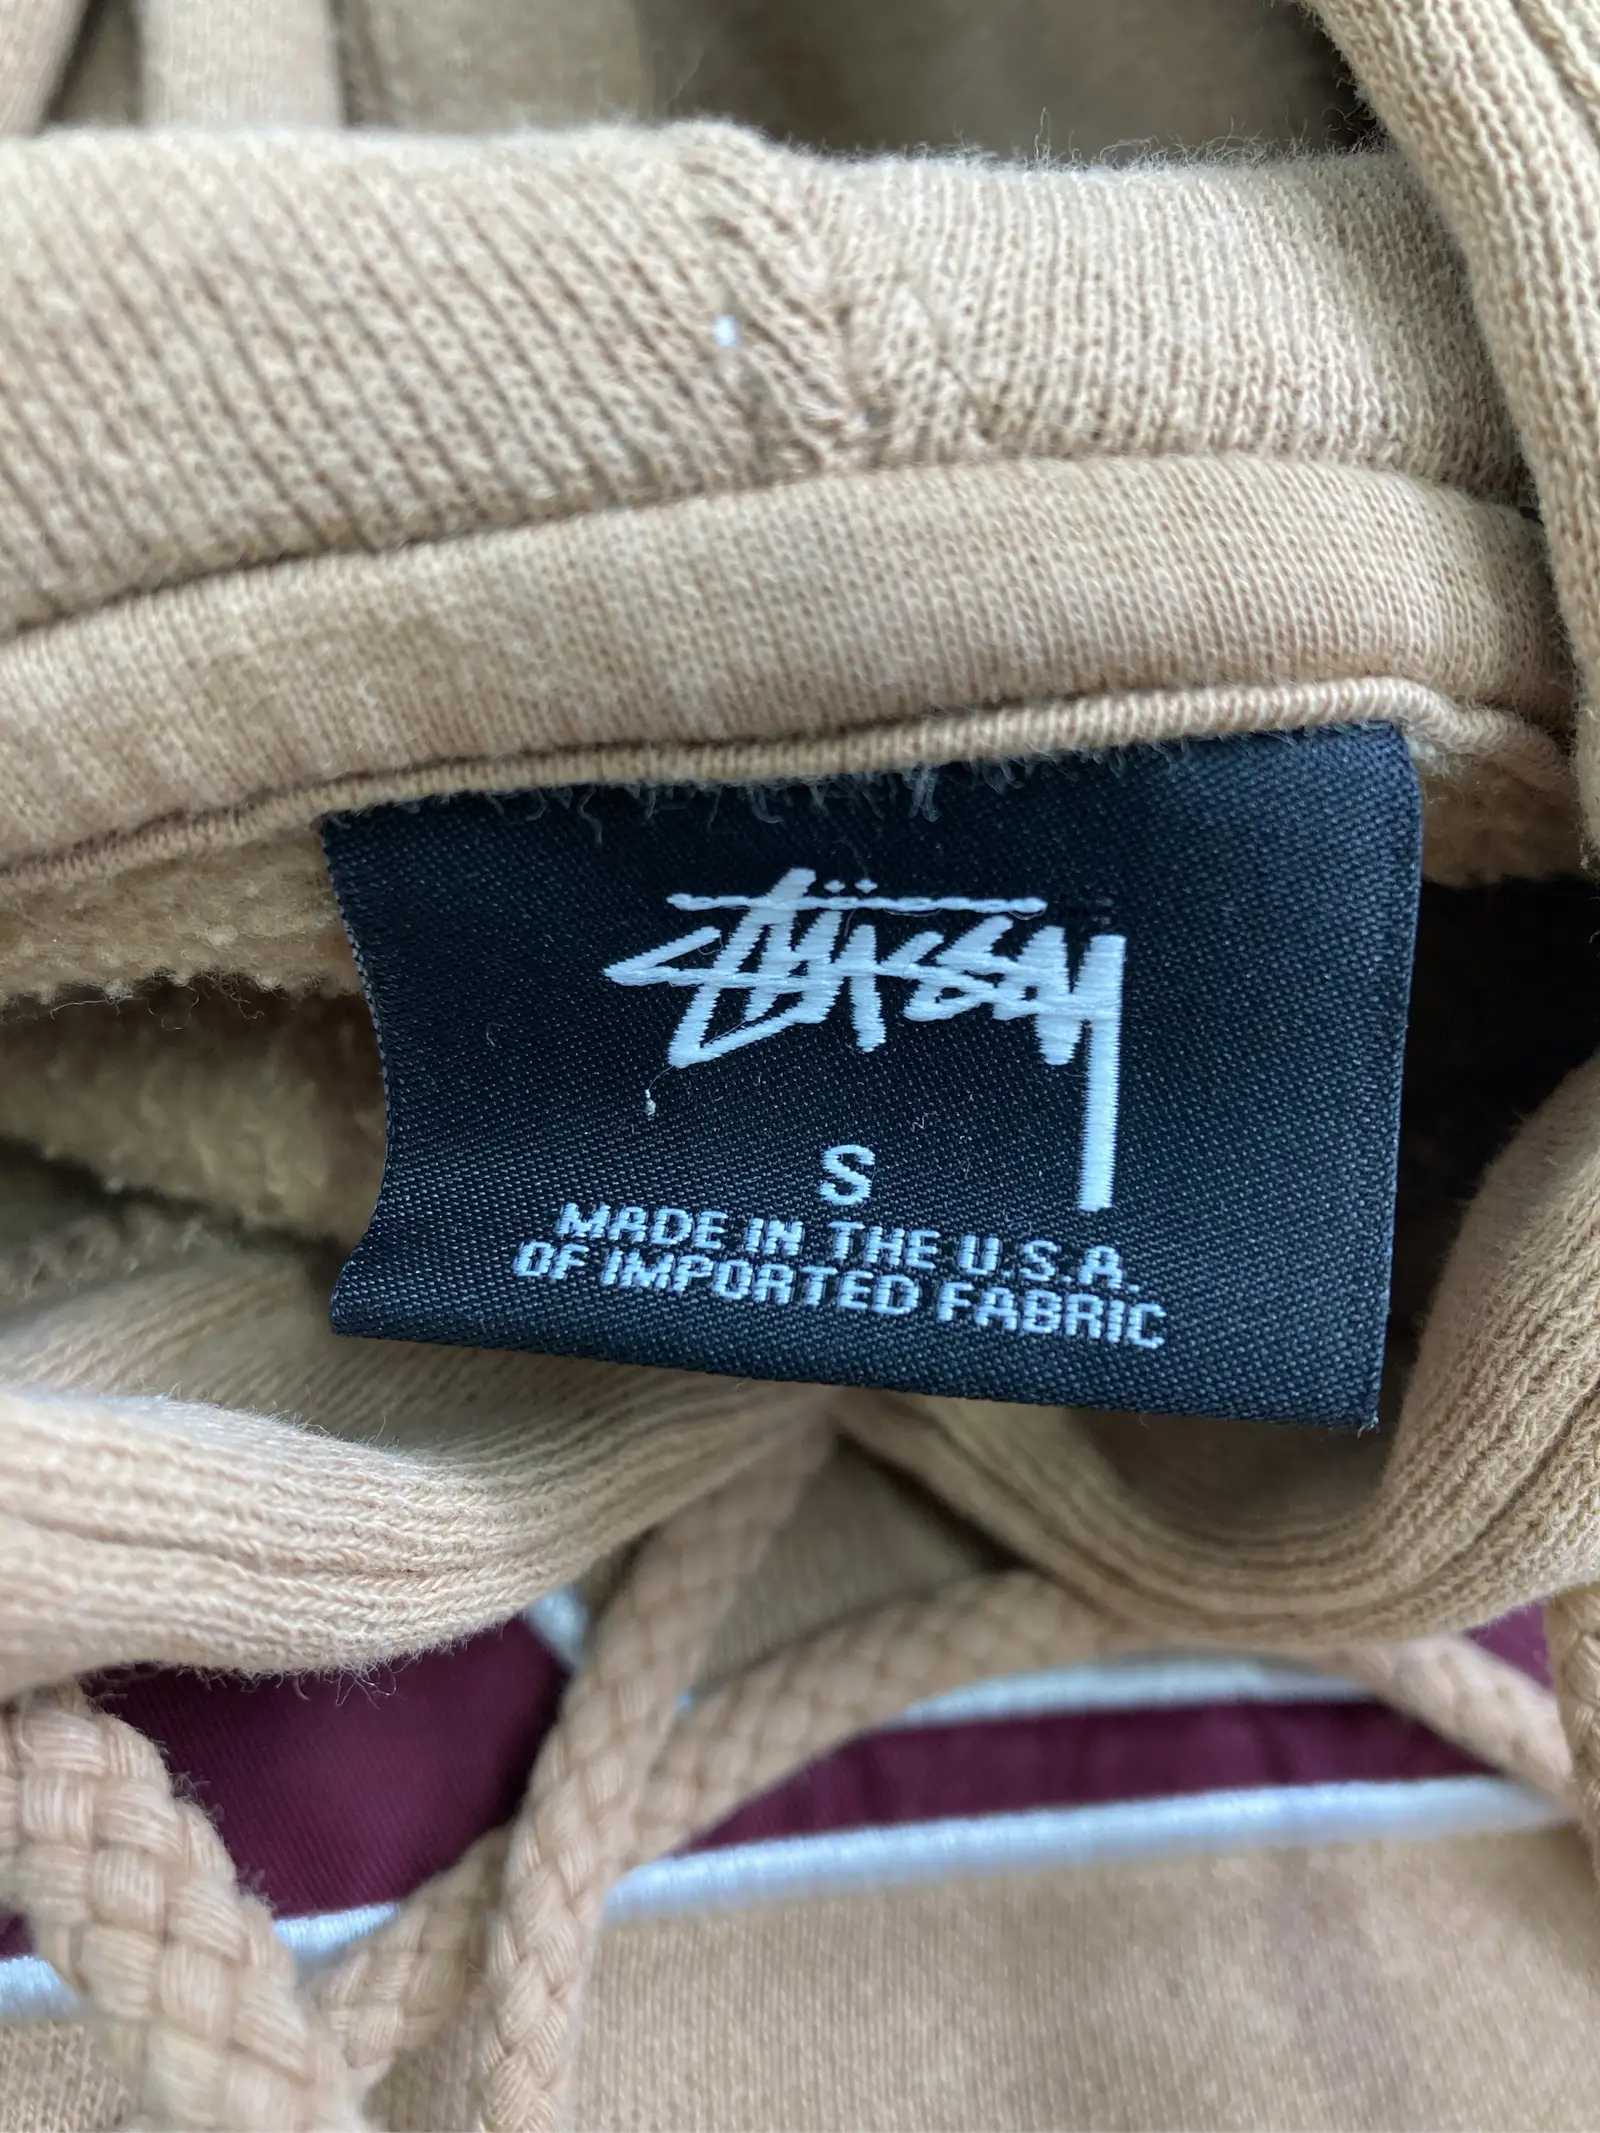 STÜSSY
S
MADE IN THE U.S.A.
OF IMPORTED FABRIC